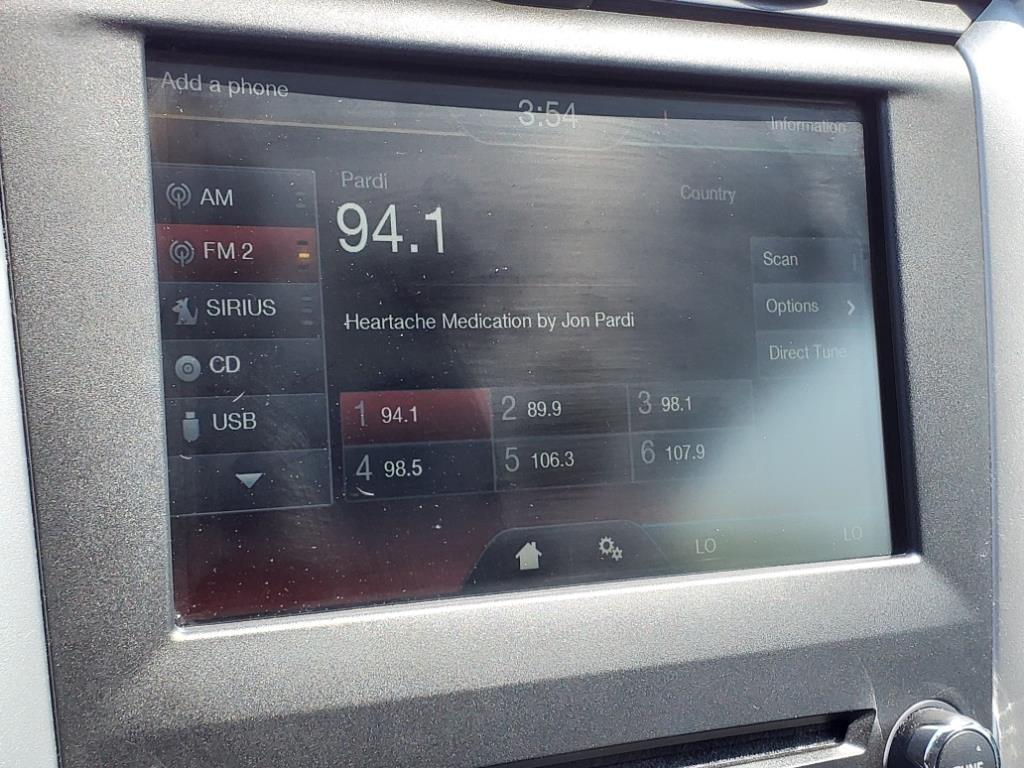 Add a phone
3:54
Information
AM
FM 2
SIRIUS
CD
USB
Pardi
Country
94.1
Heartache Medication by Jon Pardi
Scan
Options
Direct Tune
1 94.1
2 89.9
3 98.1
4 98.5
5 106.3
6 107.9
LO
LO
TUNE